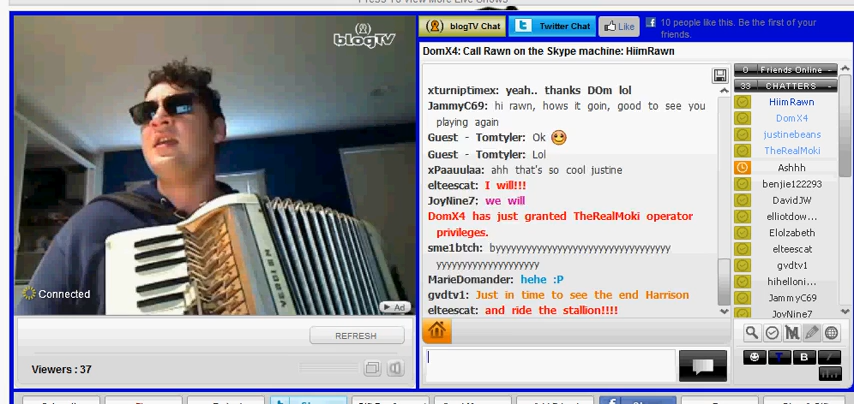 blogTV
Connected
Ad
REFRESH
Viewers : 37
blogTV Chat
Twitter Chat
Like
10 people like this. Be the first of your
friends.
DomX4: Call Rawn on the Skype machine: HiimRawn
xturniptimex: yeah.. thanks DOm lol
JammyC69: hi rawn, hows it goin, good to see you
playing again
Guest - Tomtyler: Ok
Guest - Tomtyler: Lol
xPaauulaa: ahh that's so cool justine
elteescat: I will!!!
JoyNine7: we will
DomX4 has just granted TheRealMoki operator
privileges.
sme1btch: byyyyyyyyyyyyyyyyyyyyyyyyyyyyyyyyyy
yyyyyyyyyyyyyyyyyyy
MarieDomander: hehe :P
gvdtv1: Just in time to see the end Harrison
elteescat: and ride the stallion!!!!
0 Friends Online -
33 CHATTERS -
HiimRawn
DomX4
justinebeans
TheRealMoki
Ashhh
benjie122293
DavidJW
elliotdow...
Elolzabeth
elteescat
gvdtv1
hihelloni...
JammyC69
JoyNine7
T
B